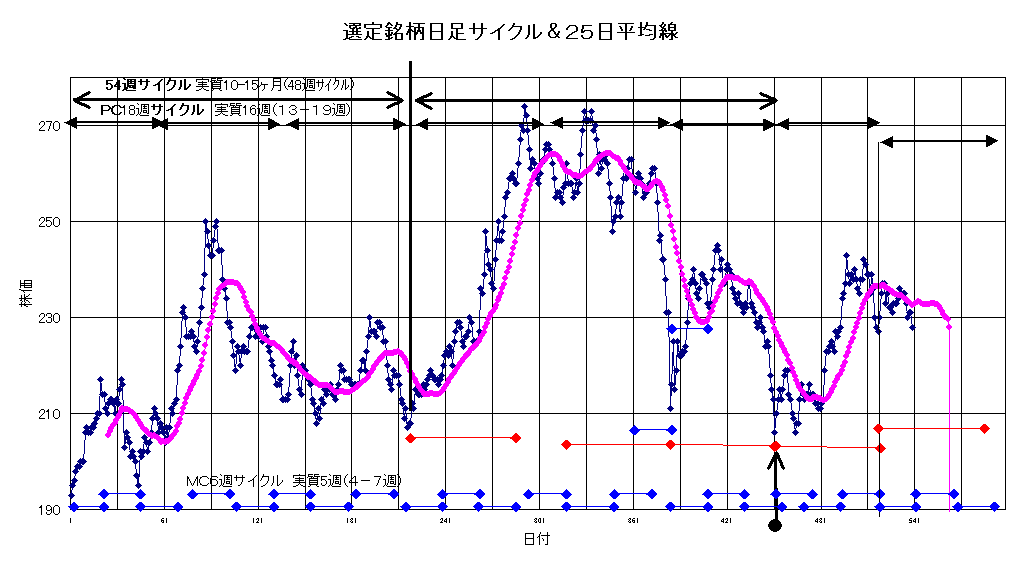 選定銘柄日足サイクル＆２５日平均線
54週サイクル 実質10-15ヶ月(48週サイクル)
PC18週サイクル 実質16週(１３－１９週)
270
250
230
210
190
株価
MC6週サイクル 実質5週(４－７週)
1 61 121 181 241 301 361 421 481 541
日付